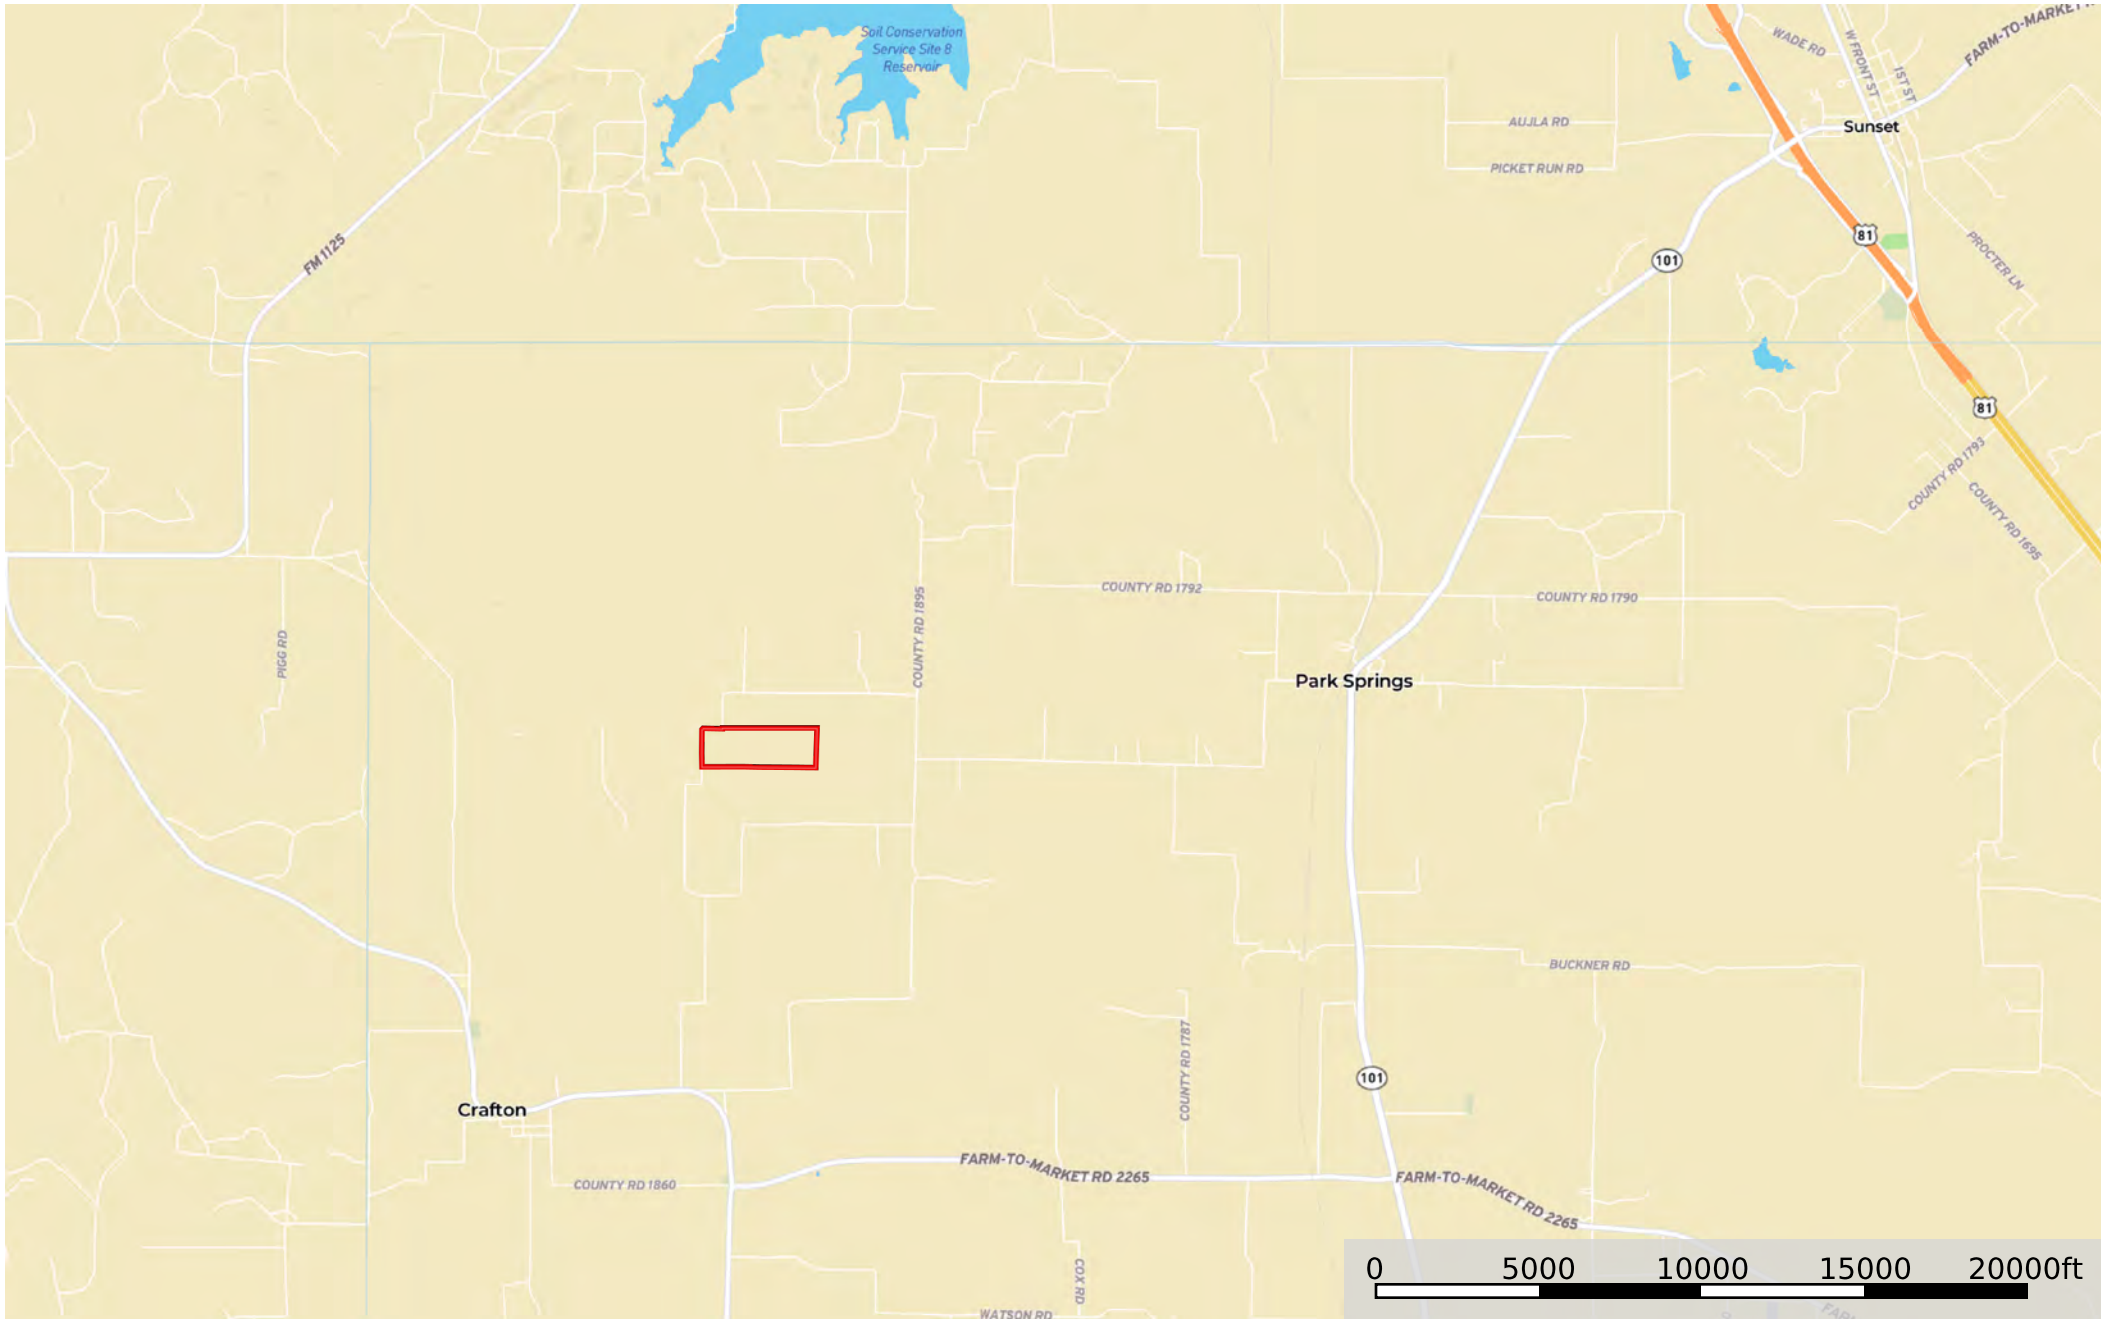 Soil Conservation
Service Site 8
Reservoir
WADE RD
W FRONT ST
1ST ST
FARM-TO-MARKET
AUJLA RD
Sunset
PICKET RUN RD
81
101
FM 1125
PROCTER LN
81
COUNTY RD 1793
COUNTY RD 1695
COUNTY RD 1792
COUNTY RD 1895
COUNTY RD 1790
PIGG RD
Park Springs
BUCKNER RD
COUNTY RD 1787
101
Crafton
FARM-TO-MARKET RD 2265
FARM-TO-MARKET RD 2265
COUNTY RD 1860
COX RD
WATSON RD
0 5000 10000 15000 20000ft